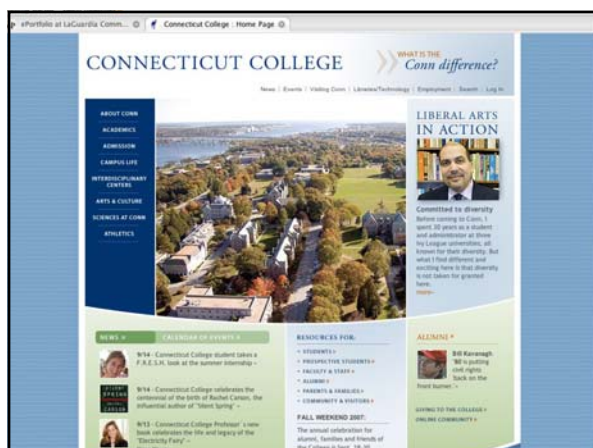 ePortfolio at LaGuardia Comm...
Connecticut College : Home Page
CONNECTICUT COLLEGE
WHAT IS THE
Conn difference?
News | Events | Visiting Conn | Libraries/Technology | Employment | Search | Log In
ABOUT CONN
ACADEMICS
ADMISSION
CAMPUS LIFE
INTERDISCIPLINARY
CENTERS
ARTS & CULTURE
SCIENCES AT CONN
ATHLETICS
LIBERAL ARTS
IN ACTION
Committed to diversity
Before coming to Conn, I
spent 30 years as a student
and administrator at three
Ivy League universities, all
known for their diversity. But
what I find different and
exciting here is that diversity
is not taken for granted
here.
more›
NEWS »
CALENDAR OF EVENTS »
9/14 - Connecticut College student takes a
F.R.E.S.H. look at the summer internship »
9/14 - Connecticut College celebrates the
centennial of the birth of Rachel Carson, the
influential author of "Silent Spring" »
9/13 - Connecticut College Professor's new
book celebrates the life and legacy of the
"Electricity Fairy" »
RESOURCES FOR:
STUDENTS»
PROSPECTIVE STUDENTS»
FACULTY & STAFF»
ALUMNI»
PARENTS & FAMILIES»
COMMUNITY & VISITORS»
FALL WEEKEND 2007:
The annual celebration for
alumni, families and friends of
ALUMNI»
Bill Kavanagh
is putting
civil rights
'back on the
front burner.' »
GIVING TO THE COLLEGE»
ONLINE COMMUNITY»
SILENT
SPRING
CARSON